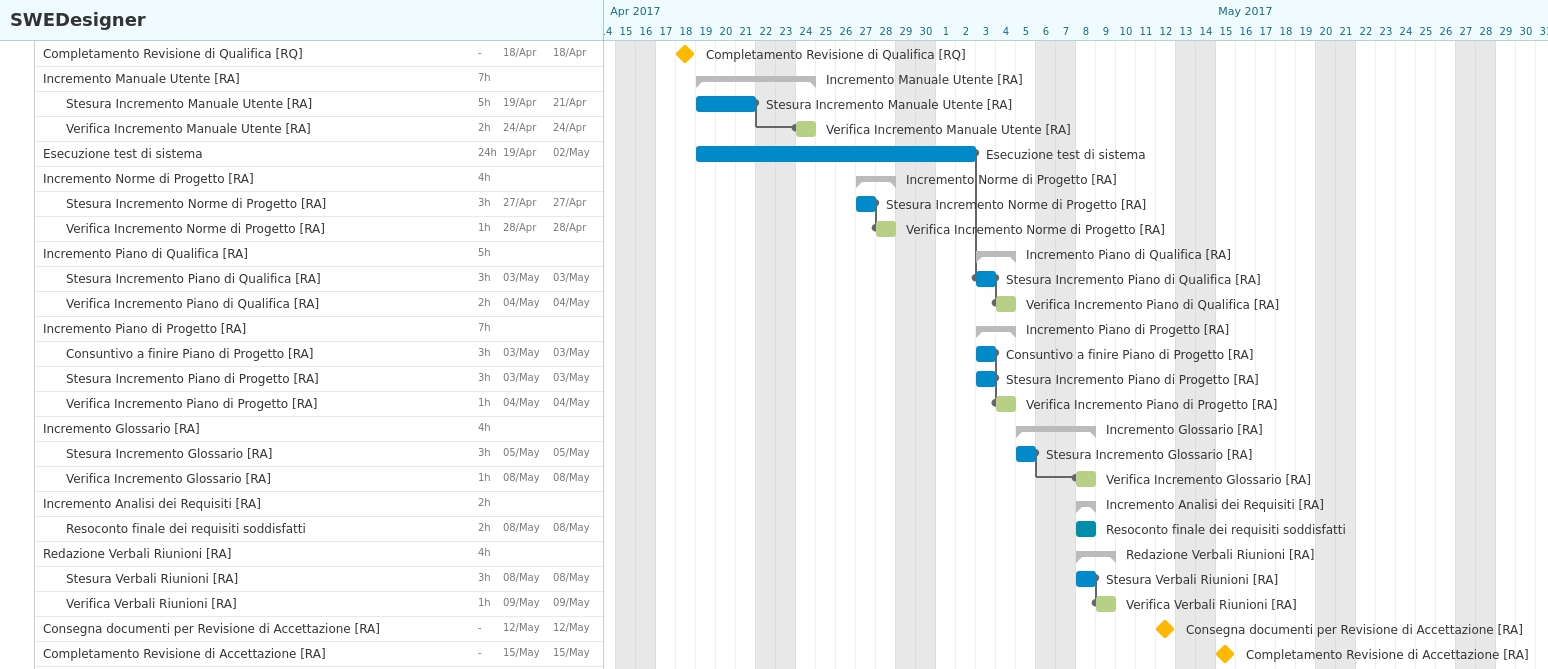 SWEDesigner
Apr 2017 May 2017
14 15 16 17 18 19 20 21 22 23 24 25 26 27 28 29 30 1 2 3 4 5 6 7 8 9 10 11 12 13 14 15 16 17 18 19 20 21 22 23 24 25 26 27 28 29 30 31
Completamento Revisione di Qualifica [RQ] - 18/Apr 18/Apr Completamento Revisione di Qualifica [RQ]
Incremento Manuale Utente [RA] 7h Incremento Manuale Utente [RA]
Stesura Incremento Manuale Utente [RA] 5h 19/Apr 21/Apr Stesura Incremento Manuale Utente [RA]
Verifica Incremento Manuale Utente [RA] 2h 24/Apr 24/Apr Verifica Incremento Manuale Utente [RA]
Esecuzione test di sistema 24h 19/Apr 02/May Esecuzione test di sistema
Incremento Norme di Progetto [RA] 4h Incremento Norme di Progetto [RA]
Stesura Incremento Norme di Progetto [RA] 3h 27/Apr 27/Apr Stesura Incremento Norme di Progetto [RA]
Verifica Incremento Norme di Progetto [RA] 1h 28/Apr 28/Apr Verifica Incremento Norme di Progetto [RA]
Incremento Piano di Qualifica [RA] 5h Incremento Piano di Qualifica [RA]
Stesura Incremento Piano di Qualifica [RA] 3h 03/May 03/May Stesura Incremento Piano di Qualifica [RA]
Verifica Incremento Piano di Qualifica [RA] 2h 04/May 04/May Verifica Incremento Piano di Qualifica [RA]
Incremento Piano di Progetto [RA] 7h Incremento Piano di Progetto [RA]
Consuntivo a finire Piano di Progetto [RA] 3h 03/May 03/May Consuntivo a finire Piano di Progetto [RA]
Stesura Incremento Piano di Progetto [RA] 3h 03/May 03/May Stesura Incremento Piano di Progetto [RA]
Verifica Incremento Piano di Progetto [RA] 1h 04/May 04/May Verifica Incremento Piano di Progetto [RA]
Incremento Glossario [RA] 4h Incremento Glossario [RA]
Stesura Incremento Glossario [RA] 3h 05/May 05/May Stesura Incremento Glossario [RA]
Verifica Incremento Glossario [RA] 1h 08/May 08/May Verifica Incremento Glossario [RA]
Incremento Analisi dei Requisiti [RA] 2h Incremento Analisi dei Requisiti [RA]
Resoconto finale dei requisiti soddisfatti 2h 08/May 08/May Resoconto finale dei requisiti soddisfatti
Redazione Verbali Riunioni [RA] 4h Redazione Verbali Riunioni [RA]
Stesura Verbali Riunioni [RA] 3h 08/May 08/May Stesura Verbali Riunioni [RA]
Verifica Verbali Riunioni [RA] 1h 09/May 09/May Verifica Verbali Riunioni [RA]
Consegna documenti per Revisione di Accettazione [RA] - 12/May 12/May Consegna documenti per Revisione di Accettazione [RA]
Completamento Revisione di Accettazione [RA] - 15/May 15/May Completamento Revisione di Accettazione [RA]